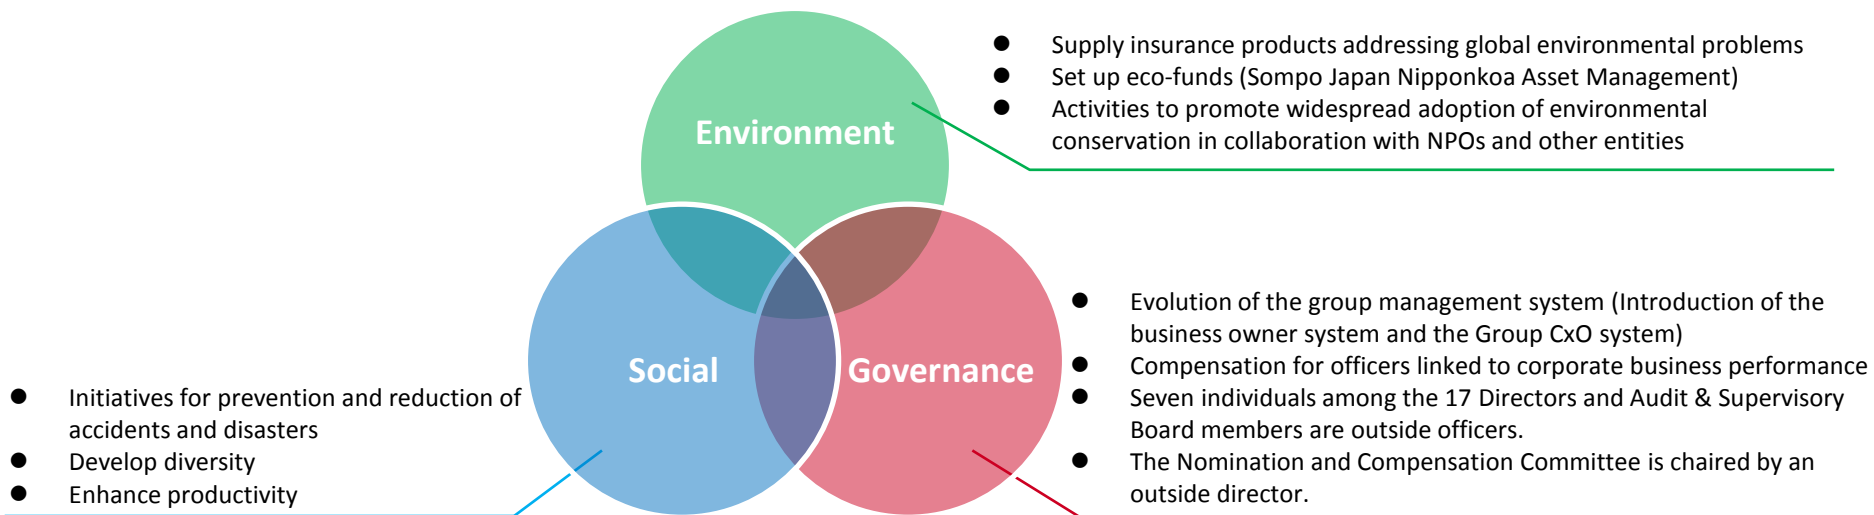 Environment
● Supply insurance products addressing global environmental problems
● Set up eco-funds (Sompo Japan Nipponkoa Asset Management)
● Activities to promote widespread adoption of environmental
conservation in collaboration with NPOs and other entities
Social
● Initiatives for prevention and reduction of
accidents and disasters
● Develop diversity
● Enhance productivity
Governance
● Evolution of the group management system (Introduction of the
business owner system and the Group CxO system)
● Compensation for officers linked to corporate business performance
● Seven individuals among the 17 Directors and Audit & Supervisory
Board members are outside officers.
● The Nomination and Compensation Committee is chaired by an
outside director.